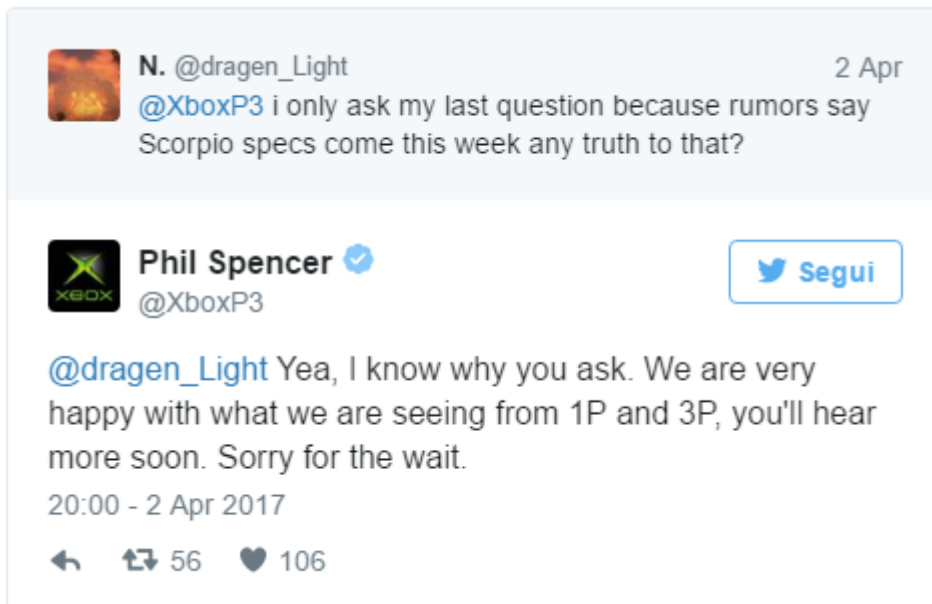 N. @dragen_Light 2 Apr
@XboxP3 i only ask my last question because rumors say
Scorpio specs come this week any truth to that?
XBOX
Phil Spencer
@XboxP3
Segui
@dragen_Light Yea, I know why you ask. We are very
happy with what we are seeing from 1P and 3P, you'll hear
more soon. Sorry for the wait.
20:00 - 2 Apr 2017
56 106